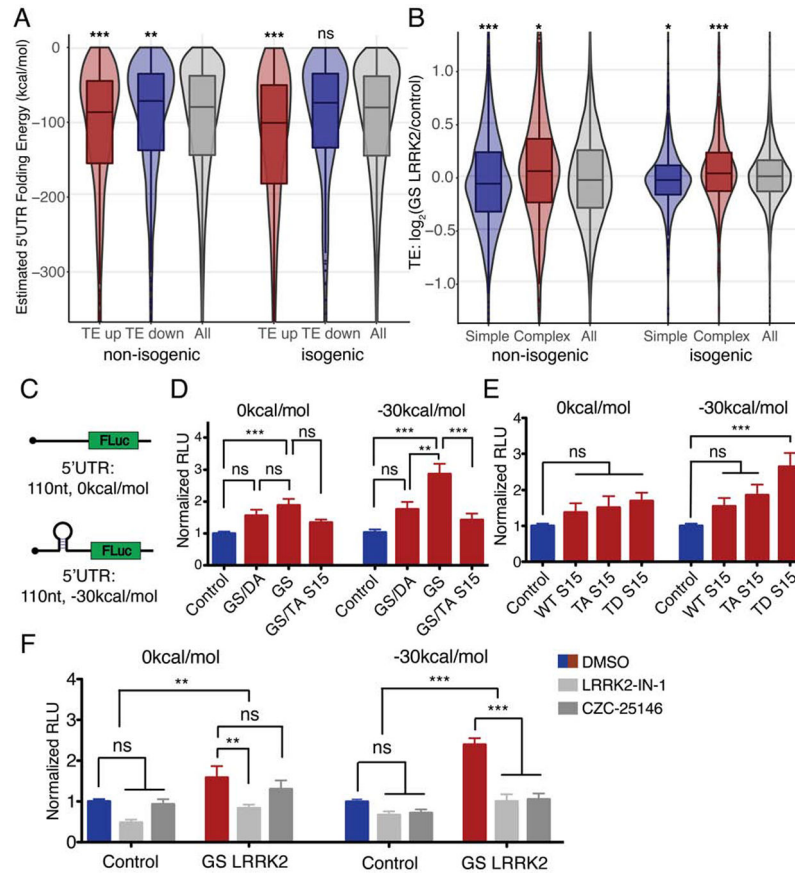 A
Estimated 5'UTR Folding Energy (kcal/mol)
0
−100
−200
−300
***
**
***
ns
TE up TE down All
TE up TE down All
non-isogenic
isogenic
B
TE: log2(GS LRRK2/control)
1.0
0.5
0.0
−0.5
−1.0
***
*
*
***
Simple Complex All
Simple Complex All
non-isogenic
isogenic
C
FLuc
5'UTR:
110nt, 0kcal/mol
FLuc
5'UTR:
110nt, -30kcal/mol
D
0kcal/mol
-30kcal/mol
Normalized RLU
4
3
2
1
0
***
ns
ns
ns
***
***
**
ns
Control
GS/DA
GS
GS/TA S15
Control
GS/DA
GS
GS/TA S15
E
0kcal/mol
-30kcal/mol
Normalized RLU
4
3
2
1
0
ns
***
ns
Control
WT S15
TA S15
TD S15
Control
WT S15
TA S15
TD S15
F
0kcal/mol
-30kcal/mol
Normalized RLU
4
3
2
1
0
**
ns
ns
**
***
***
ns
Control
GS LRRK2
Control
GS LRRK2
DMSO
LRRK2-IN-1
CZC-25146